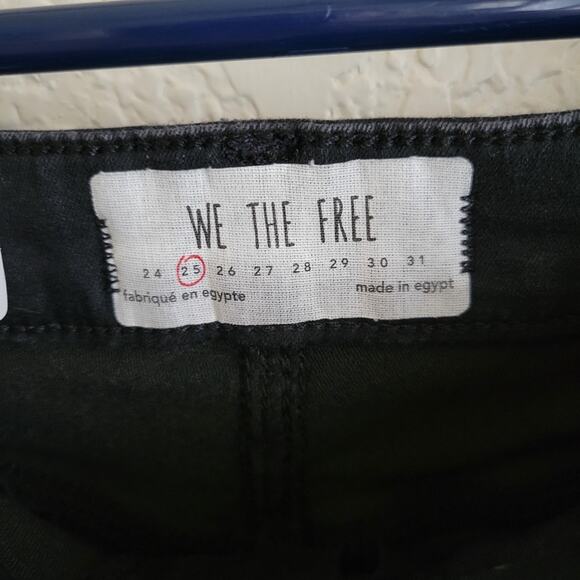 WE THE FREE
24 25 26 27 28 29 30 31
fabriqué en egypte made in egypt